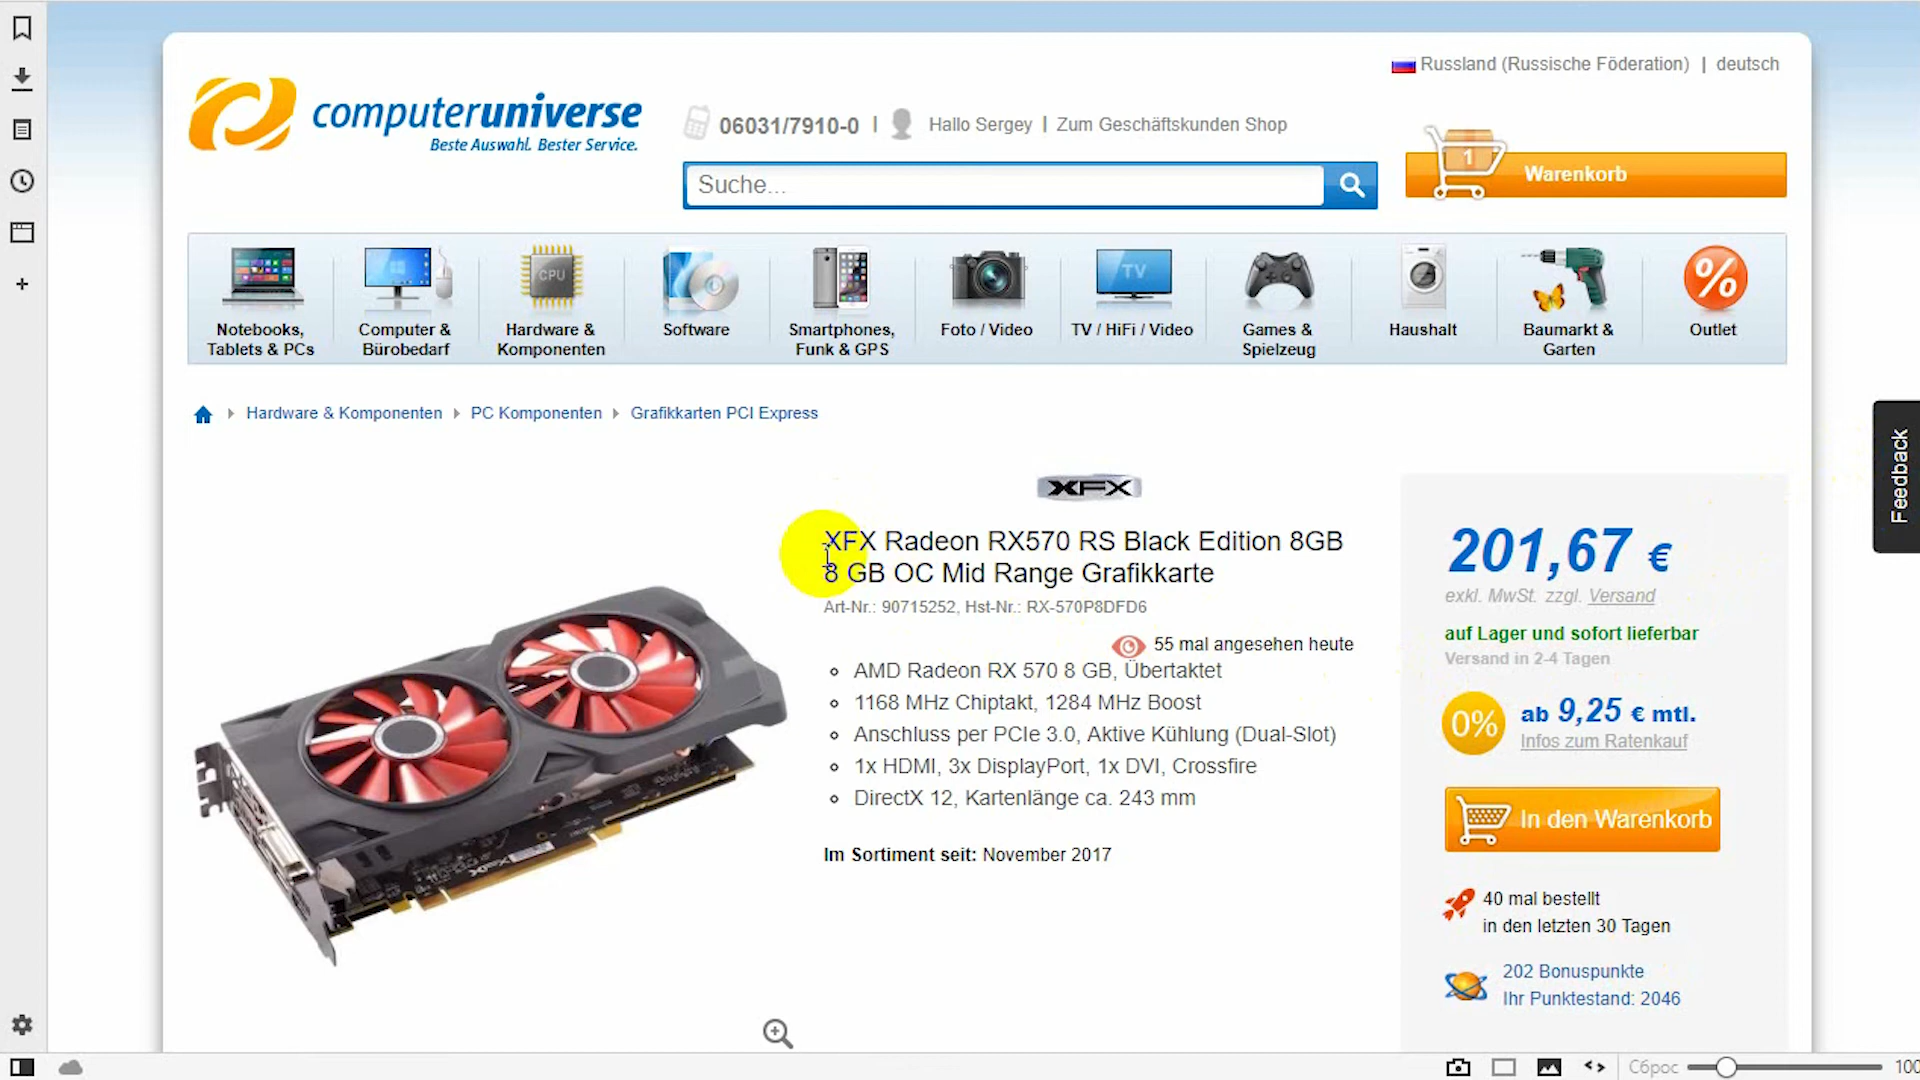 Russland (Russische Föderation) | deutsch
computeruniverse
Beste Auswahl. Bester Service.
06031/7910-0 | Hallo Sergey | Zum Geschäftskunden Shop
Suche...
1
Warenkorb
CPU
TV
%
Notebooks,
Tablets & PCs
Computer &
Bürobedarf
Hardware &
Komponenten
Software
Smartphones,
Funk & GPS
Foto / Video
TV / HiFi / Video
Games &
Spielzeug
Haushalt
Baumarkt &
Garten
Outlet
Hardware & Komponenten
PC Komponenten
Grafikkarten PCI Express
Feedback
XFX
XFX Radeon RX570 RS Black Edition 8GB
8 GB OC Mid Range Grafikkarte
Art-Nr.: 90715252, Hst-Nr.: RX-570P8DFD6
55 mal angesehen heute
AMD Radeon RX 570 8 GB, Übertaktet
1168 MHz Chiptakt, 1284 MHz Boost
Anschluss per PCIe 3.0, Aktive Kühlung (Dual-Slot)
1x HDMI, 3x DisplayPort, 1x DVI, Crossfire
DirectX 12, Kartenlänge ca. 243 mm
Im Sortiment seit: November 2017
201,67 €
exkl. MwSt. zzgl. Versand
auf Lager und sofort lieferbar
Versand in 2-4 Tagen
0%
ab 9,25 € mtl.
Infos zum Ratenkauf
In den Warenkorb
40 mal bestellt
in den letzten 30 Tagen
202 Bonuspunkte
Ihr Punktestand: 2046
Сброс
100